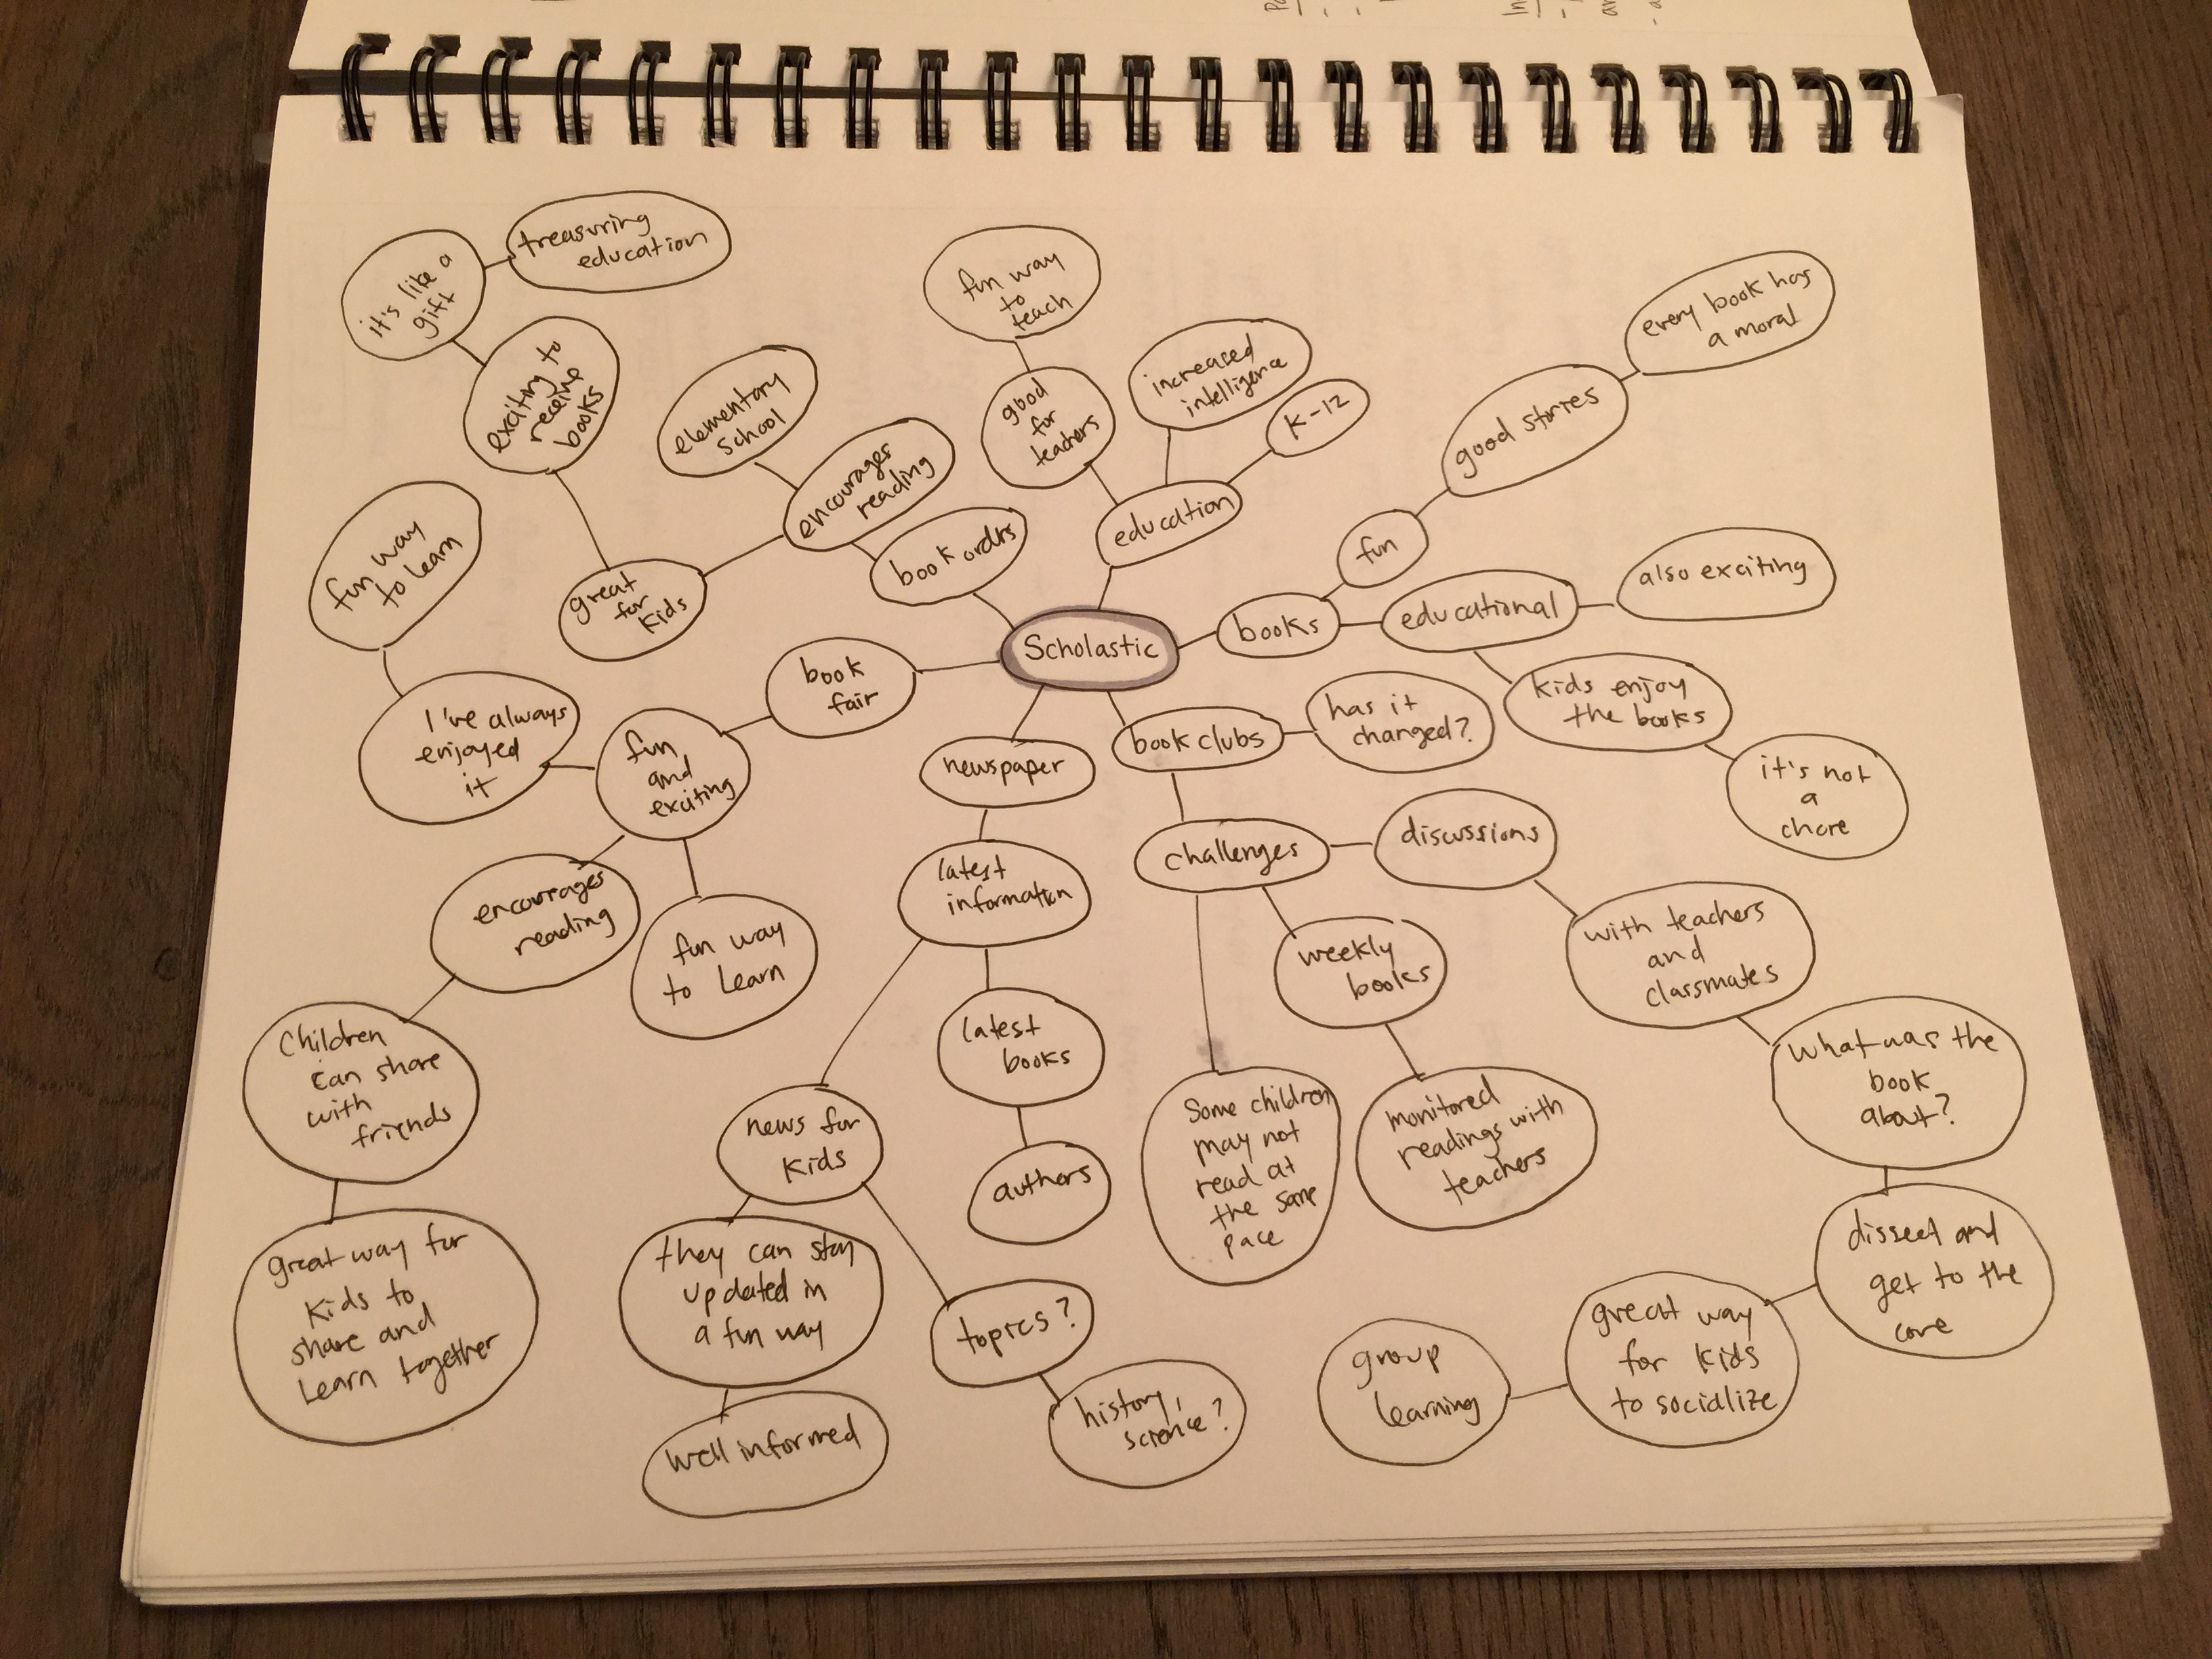 treasuring
education
it's like a
gift
exciting to
receive
books
elementary
school
encourages
reading
book ordrs
great
for
kids
fun way
to teach
good
for
teachers
increased
intelligence
K-12
education
every book has
a moral
good stories
fun
also exciting
educational
books
Scholastic
kids enjoy
the books
it's not
a
chore
fun way
to learn
I've always
enjoyed
it
book
fair
fun
and
exciting
encourages
reading
fun way
to learn
Children
can share
with
friends
great way for
kids to
share and
learn together
newspaper
latest
information
latest
books
authors
news for
kids
they can stay
updated in
a fun way
well informed
topics?
history,
science?
book clubs
has it
changed?
challenges
discussions
weekly
books
monitored
readings with
teachers
Some children
may not
read at
the same
pace
with teachers
and
classmates
what was the
book
about?
dissect and
get to the
core
great way
for kids
to socialize
group
learning